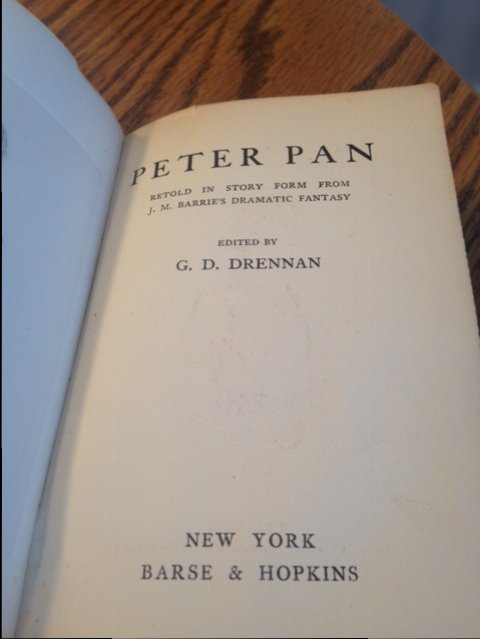 PETER PAN
RETOLD IN STORY FORM FROM
J. M. BARRIE'S DRAMATIC FANTASY
EDITED BY
G. D. DRENNAN
NEW YORK
BARSE & HOPKINS